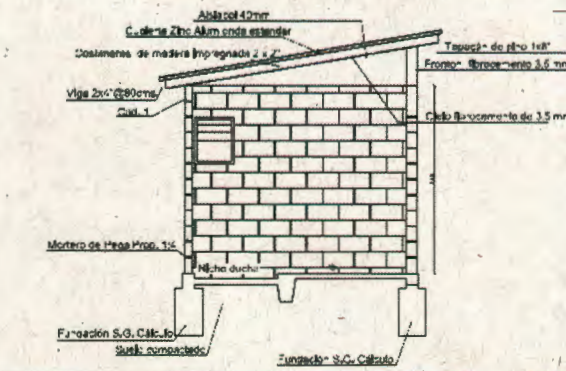 Aislapol 40mm
Cubierta Zinc Alum onda estandar
Costaneras de madera impregnada 2 x 2"
Tapacan de pino 1x8"
Fronton fibrocemento 3.5 mm
Viga 2x4"@80cms
Cad. 1
Cielo fibrocemento de 3.5 mm
Mortero de Pega Prop. 1:4
Nicho ducha
Fundación S.G. Cálculo
Suelo compactado
Fundación S.G. Cálculo